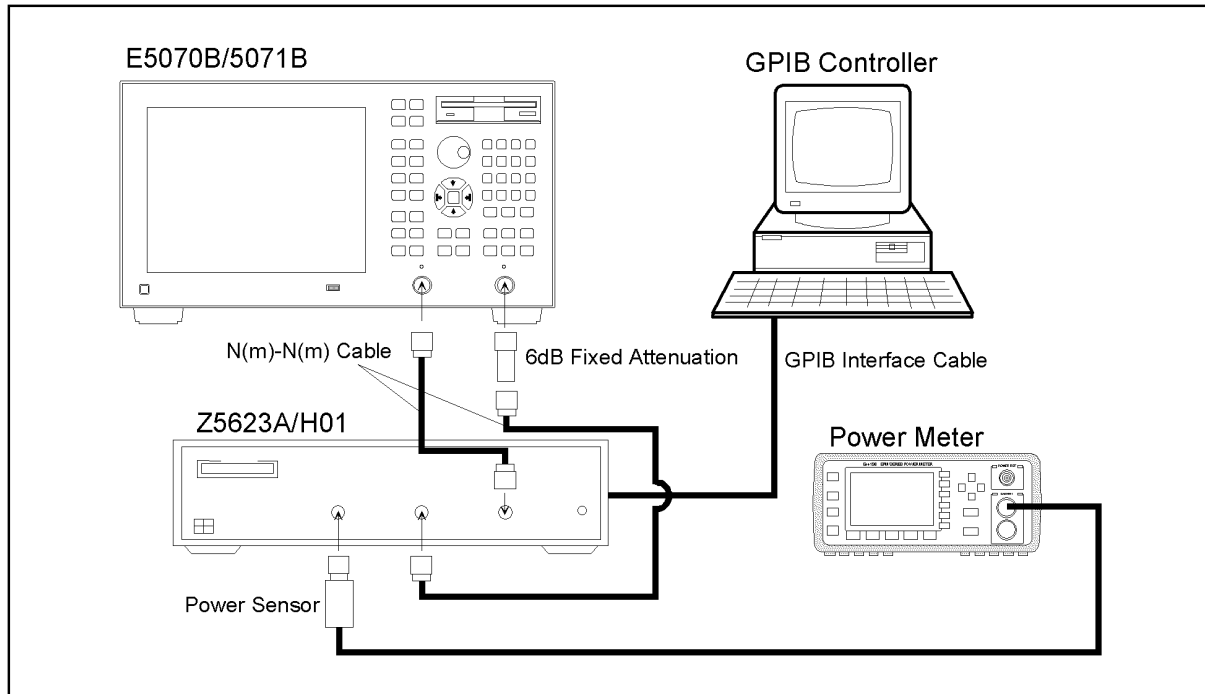 E5070B/5071B
GPIB Controller
N(m)-N(m) Cable
6dB Fixed Attenuation
GPIB Interface Cable
Z5623A/H01
Power Meter
Power Sensor